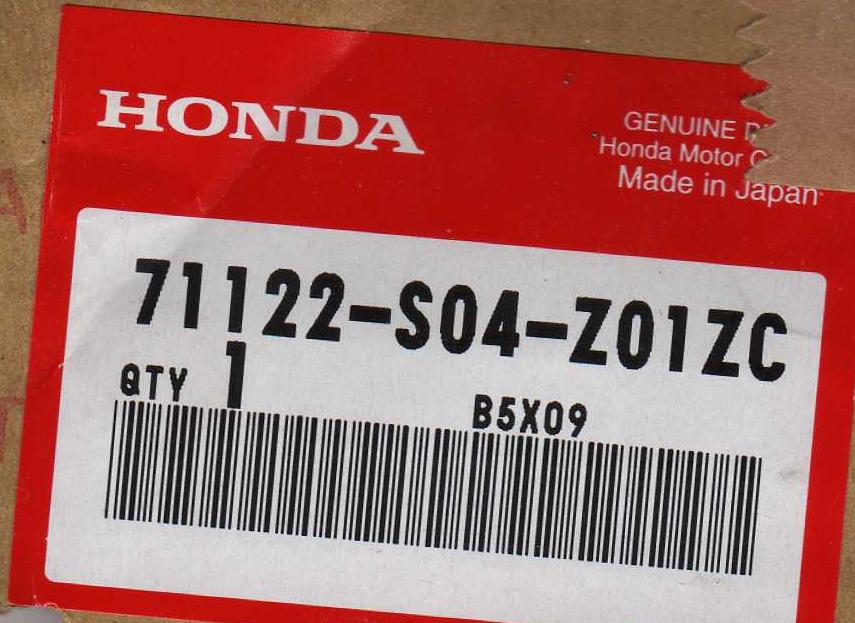 HONDA
GENUINE
Honda Motor
Made in Japan
71122-S04-Z01ZC
QTY 1
B5X09